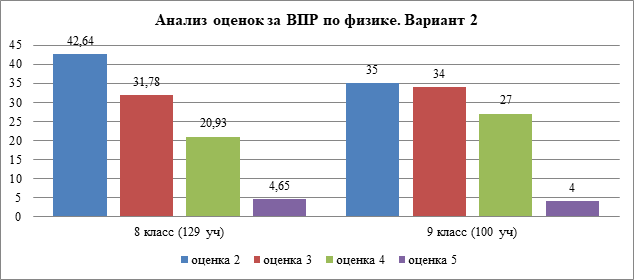 Анализ оценок за ВПР по физике. Вариант 2
45
40
35
30
25
20
15
10
5
0
42,64
31,78
20,93
4,65
35
34
27
4
8 класс (129 уч)
9 класс (100 уч)
оценка 2
оценка 3
оценка 4
оценка 5